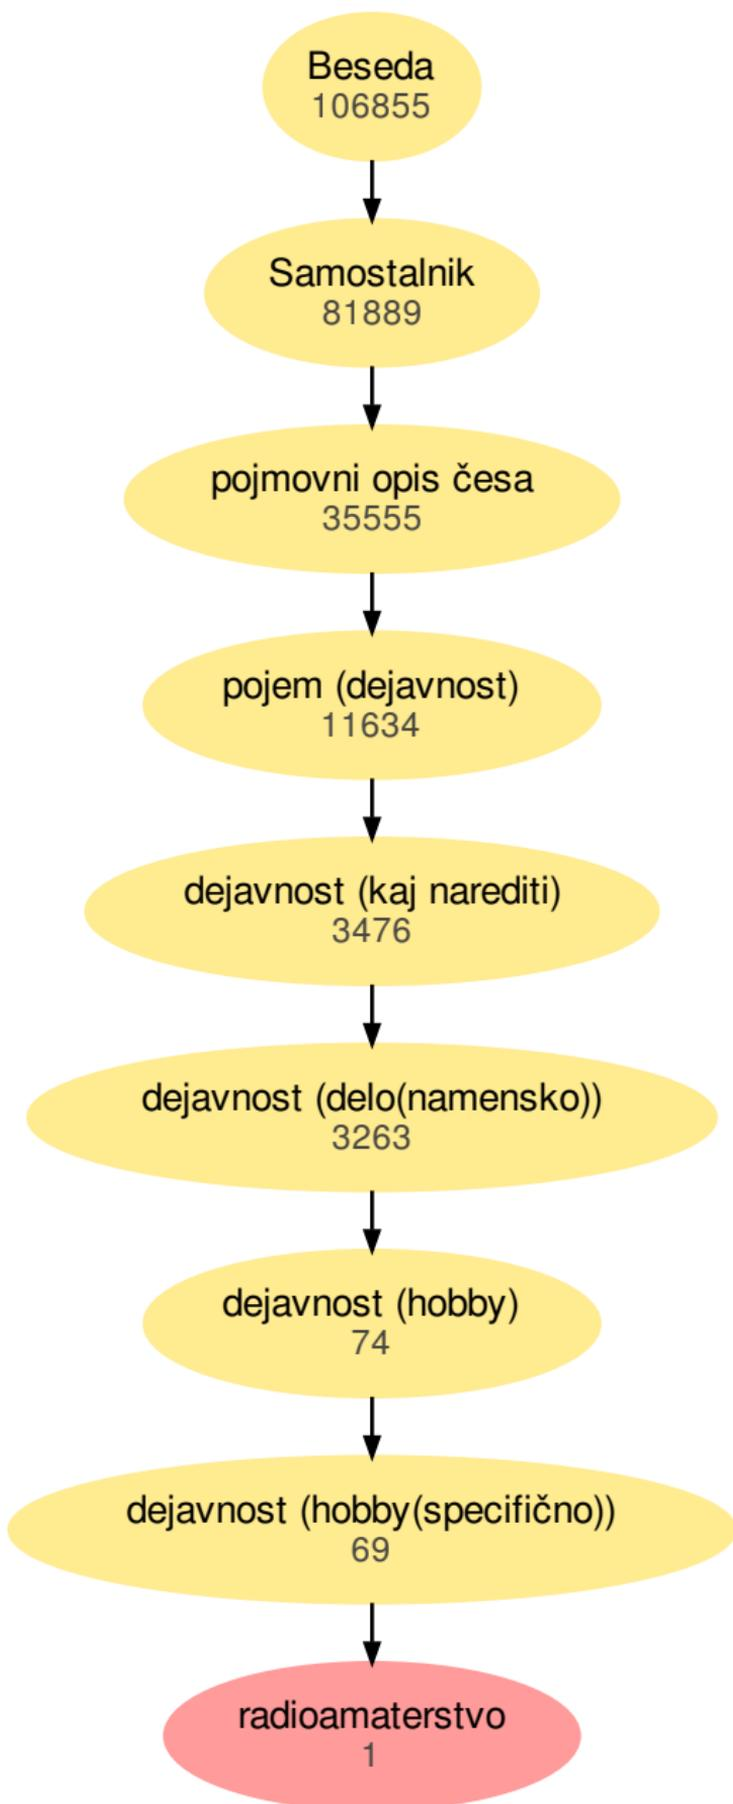 Beseda
106855
Samostalnik
81889
pojmovni opis česa
35555
pojem (dejavnost)
11634
dejavnost (kaj narediti)
3476
dejavnost (delo(namensko))
3263
dejavnost (hobby)
74
dejavnost (hobby(specifično))
69
radioamaterstvo
1